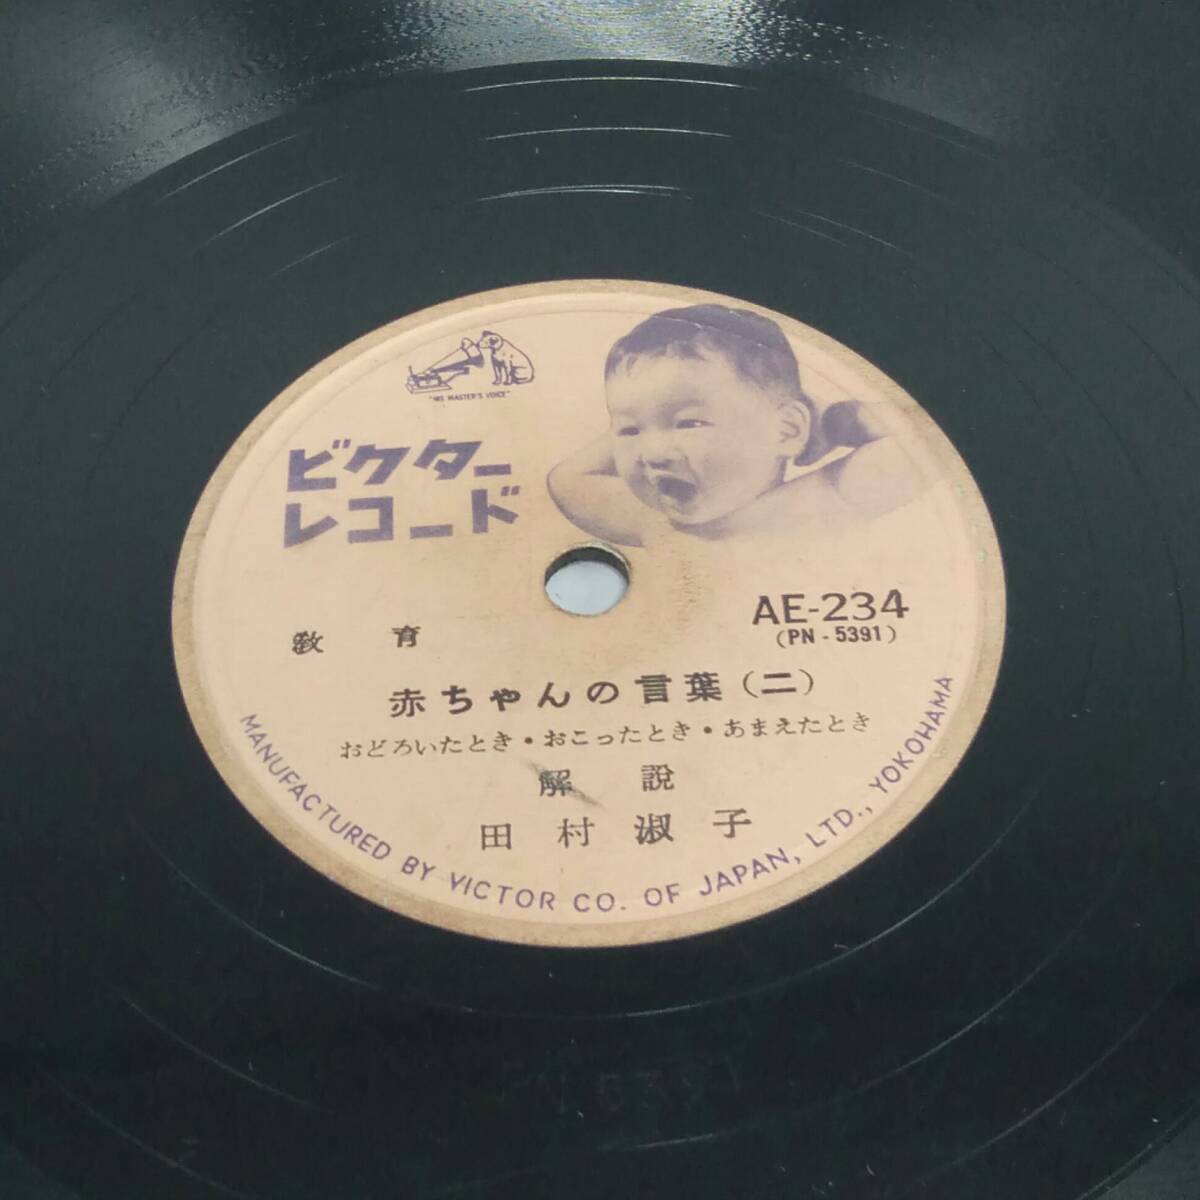 "HIS MASTER'S VOICE"
ビクター
レコード
AE-234
(PN-5391)
教育
赤ちゃんの言葉(二)
おどろいたとき・おこったとき・あまえたとき
解説
田村淑子
MANUFACTURED BY VICTOR CO. OF JAPAN, LTD., YOKOHAMA